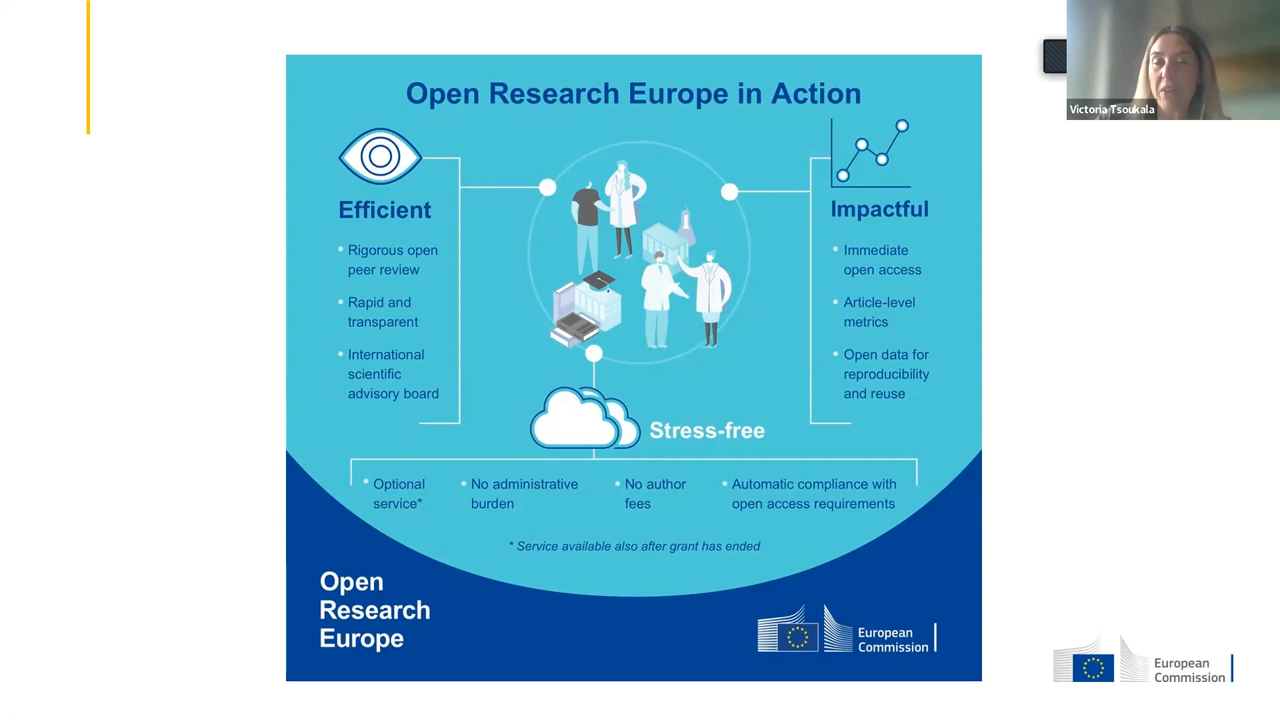 Open Research Europe in Action
Victoria Tsoukala
Efficient
• Rigorous open
peer review
• Rapid and
transparent
• International
scientific
advisory board
Impactful
• Immediate
open access
• Article-level
metrics
• Open data for
reproducibility
and reuse
Stress-free
• Optional
service*
• No administrative
burden
• No author
fees
• Automatic compliance with
open access requirements
* Service available also after grant has ended
Open
Research
Europe
European
Commission
European
Commission